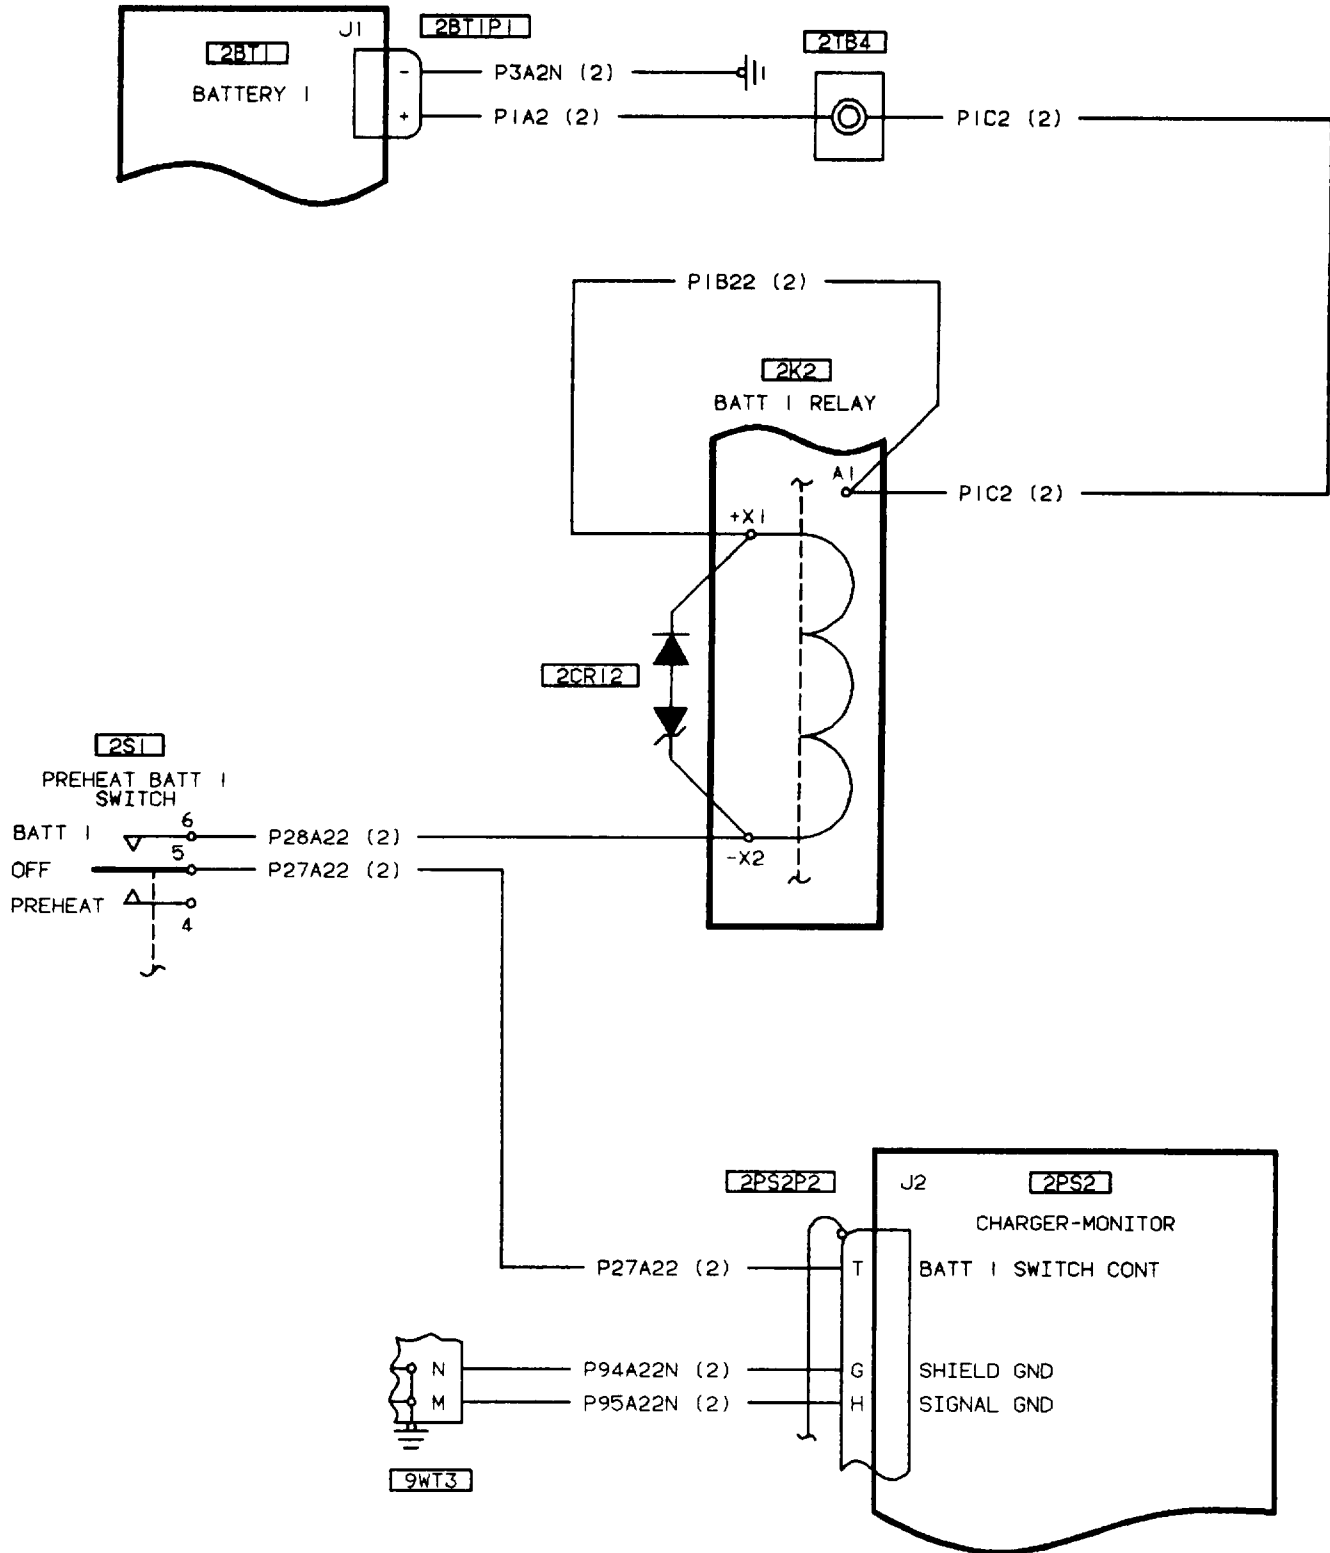 J1
2BT1P1
2TB4
2BT1
BATTERY 1
-
P3A2N (2)
+
P1A2 (2)
P1C2 (2)
P1B22 (2)
2K2
BATT 1 RELAY
A1
P1C2 (2)
+X1
2CR12
2S1
PREHEAT BATT 1
SWITCH
BATT 1
6
P28A22 (2)
-X2
OFF
5
P27A22 (2)
PREHEAT
4
2PS2P2
J2
2PS2
CHARGER-MONITOR
P27A22 (2)
T
BATT 1 SWITCH CONT
N
P94A22N (2)
G
SHIELD GND
M
P95A22N (2)
H
SIGNAL GND
9WT3